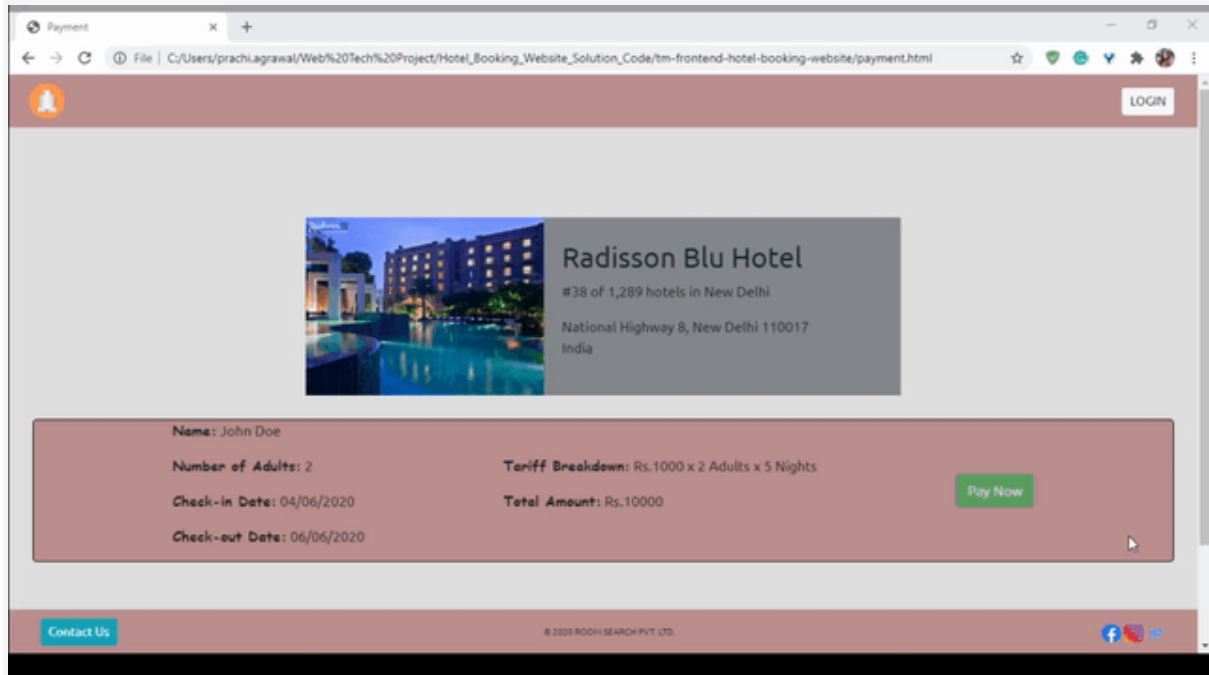 Payment
File | C:/Users/prachi.agrawal/Web%20Tech%20Project/Hotel_Booking_Website_Solution_Code/tm-frontend-hotel-booking-website/payment.html
LOGIN
Radisson Blu Hotel
#38 of 1,289 hotels in New Delhi
National Highway 8, New Delhi 110017
India
Name: John Doe
Number of Adults: 2
Check-in Date: 04/06/2020
Check-out Date: 06/06/2020
Tariff Breakdown: Rs.1000 x 2 Adults x 5 Nights
Total Amount: Rs.10000
Pay Now
Contact Us
© 2020 ROOM SEARCH PVT. LTD.